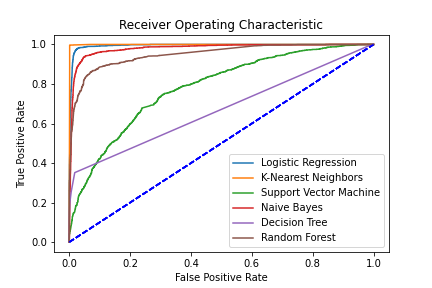 Receiver Operating Characteristic
True Positive Rate
1.0
0.8
0.6
0.4
0.2
0.0
Logistic Regression
K-Nearest Neighbors
Support Vector Machine
Naive Bayes
Decision Tree
Random Forest
0.0 0.2 0.4 0.6 0.8 1.0
False Positive Rate